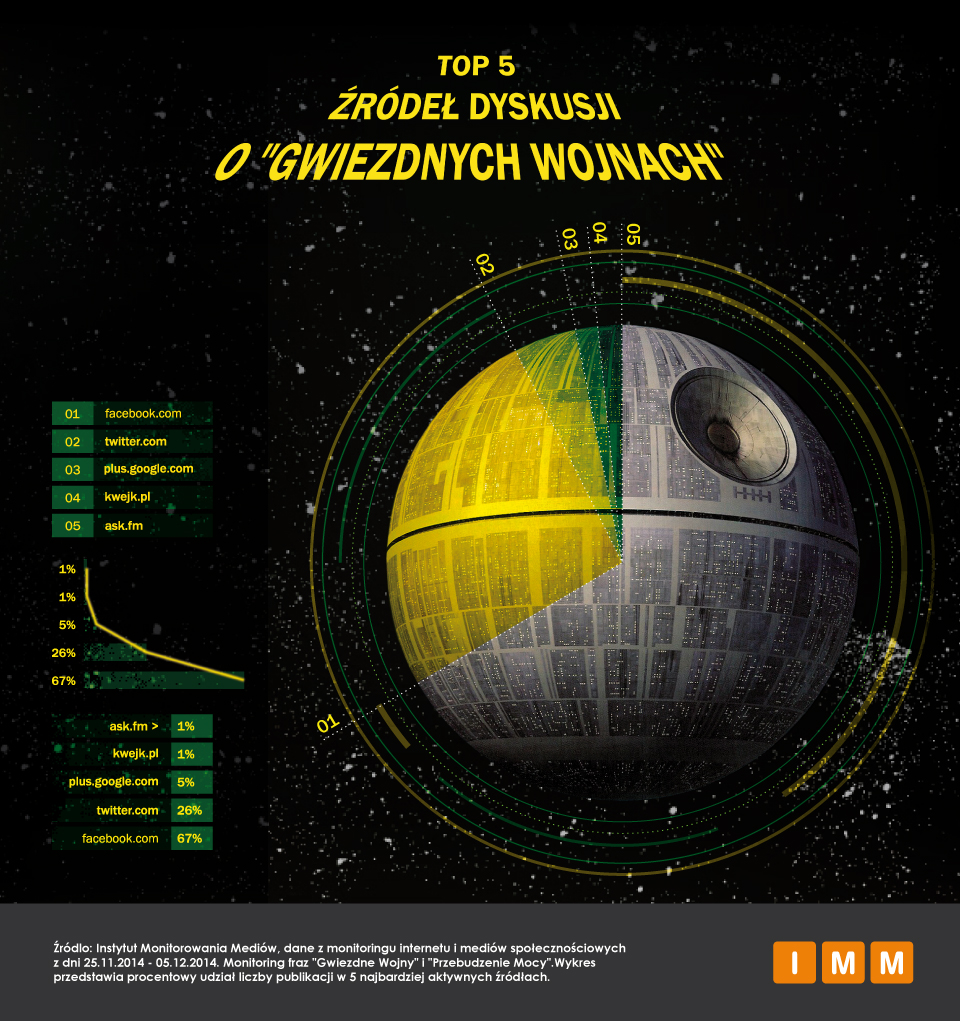 TOP 5
ŹRÓDEŁ DYSKUSJI
O "GWIEZDNYCH WOJNACH"
02
03
04
05
01 facebook.com
02 twitter.com
03 plus.google.com
04 kwejk.pl
05 ask.fm
1%
1%
5%
26%
67%
01
ask.fm > 1%
kwejk.pl 1%
plus.google.com 5%
twitter.com 26%
facebook.com 67%
Źródlo: Instytut Monitorowania Mediów, dane z monitoringu internetu i mediów społecznościowych
z dni 25.11.2014 - 05.12.2014. Monitoring fraz "Gwiezdne Wojny" i "Przebudzenie Mocy".Wykres
przedstawia procentowy udział liczby publikacji w 5 najbardziej aktywnych źródłach.
I M M